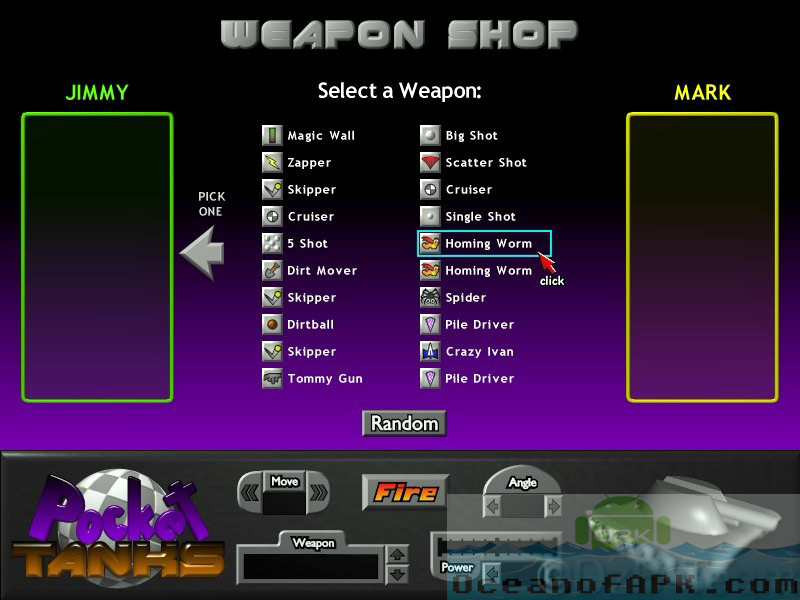 WEAPON SHOP
JIMMY
Select a Weapon:
MARK
PICK
ONE
Magic Wall
Zapper
Skipper
Cruiser
5 Shot
Dirt Mover
Skipper
Dirtball
Skipper
Tommy Gun
Big Shot
Scatter Shot
Cruiser
Single Shot
Homing Worm
Homing Worm
Spider
Pile Driver
Crazy Ivan
Pile Driver
click
Random
Pocket
TANKS
Move
Fire
Angle
Weapon
Power
APK
OceanofAPK.com